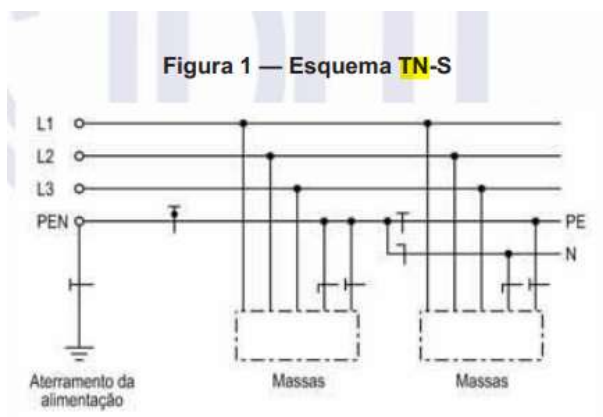 Figura 1 — Esquema TN-S
L1
L2
L3
PEN
PE
N
Massas
Massas
Aterramento da
alimentação